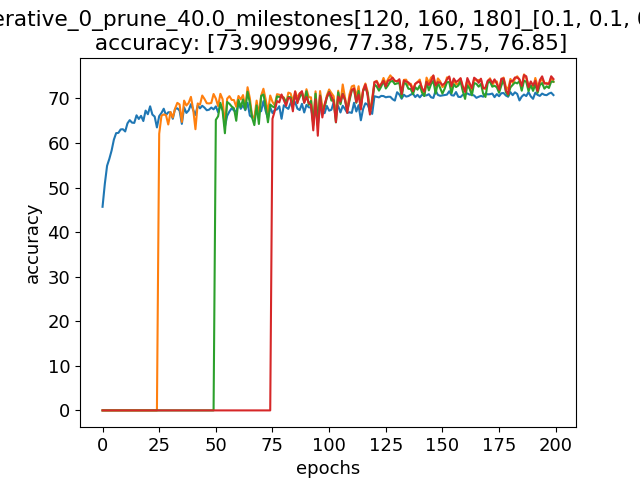 erative_0_prune_40.0_milestones[120, 160, 180]_[0.1, 0.1,
accuracy: [73.909996, 77.38, 75.75, 76.85]
70
60
50
40
30
20
10
0
accuracy
0 25 50 75 100 125 150 175 200
epochs